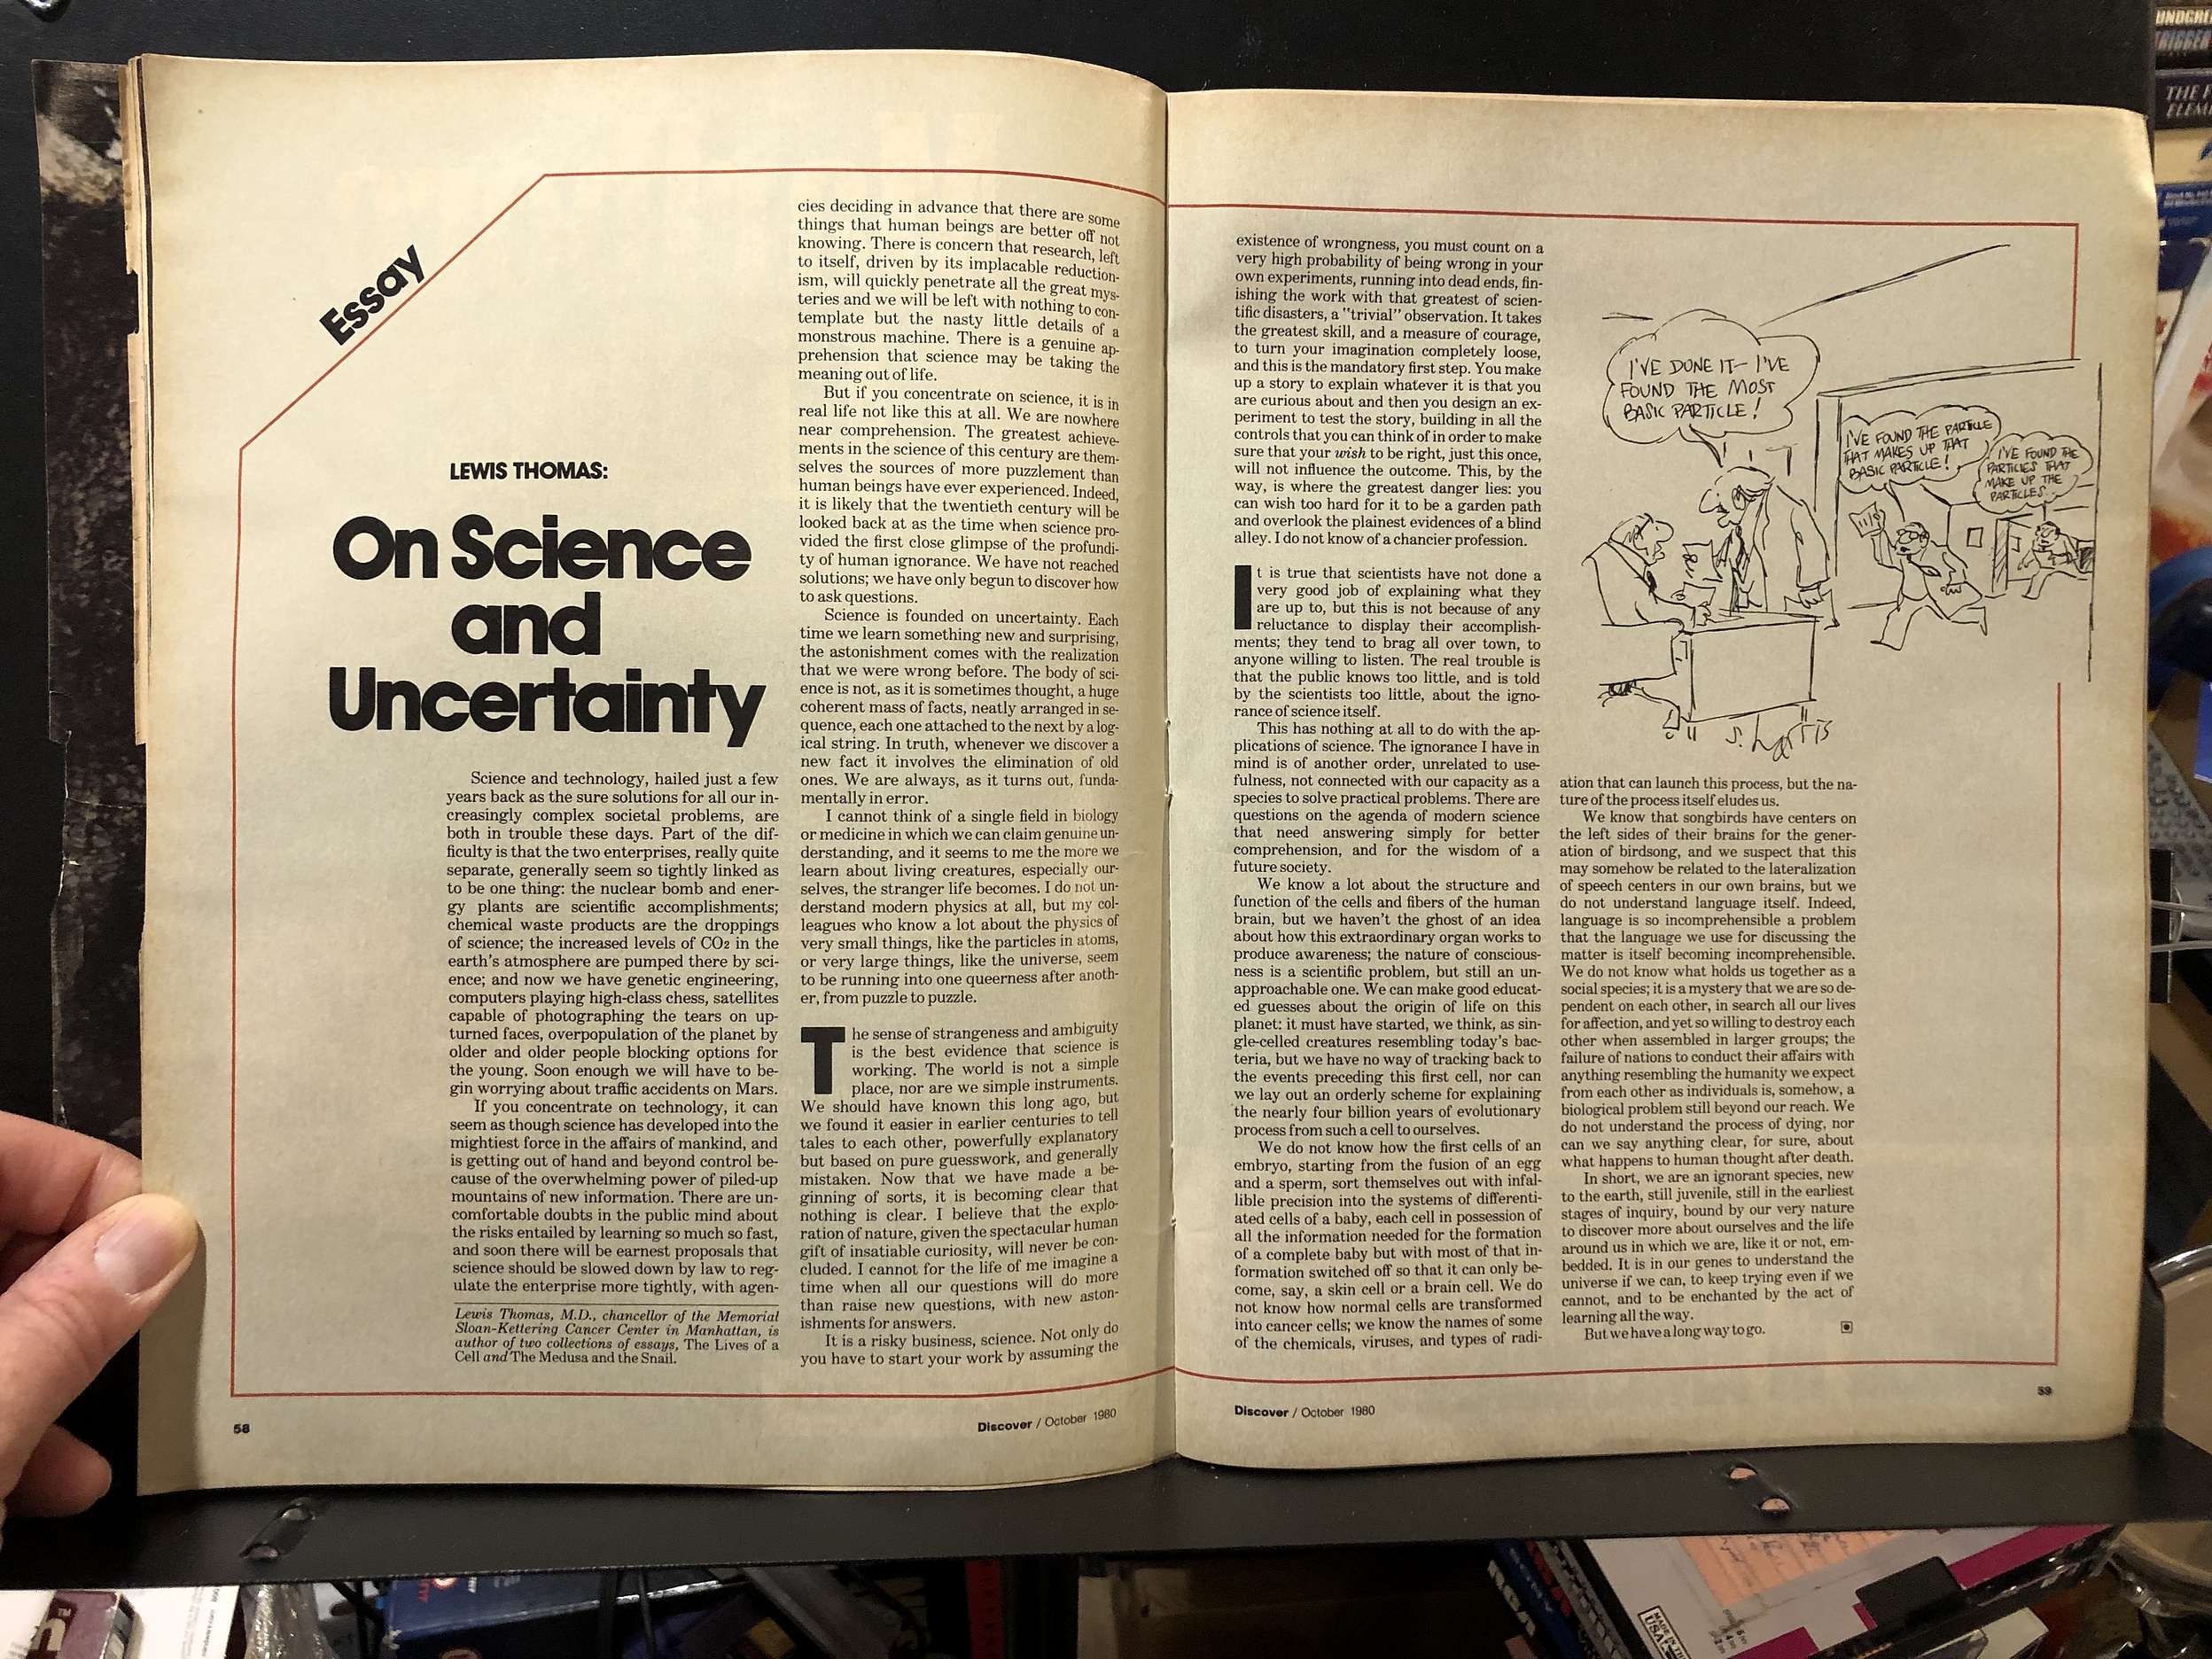 Essay
LEWIS THOMAS:
On Science
and
Uncertainty
Science and technology, hailed just a few
years back as the sure solutions for all our in-
creasingly complex societal problems, are
both in trouble these days. Part of the dif-
ficulty is that the two enterprises, really quite
separate, generally seem so tightly linked as
to be one thing: the nuclear bomb and ener-
gy plants are scientific accomplishments;
chemical waste products are the droppings
of science; the increased levels of CO2 in the
earth's atmosphere are pumped there by sci-
ence; and now we have genetic engineering,
computers playing high-class chess, satellites
capable of photographing the tears on up-
turned faces, overpopulation of the planet by
older and older people blocking options for
the young. Soon enough we will have to be-
gin worrying about traffic accidents on Mars.
If you concentrate on technology, it can
seem as though science has developed into the
mightiest force in the affairs of mankind, and
is getting out of hand and beyond control be-
cause of the overwhelming power of piled-up
mountains of new information. There are un-
comfortable doubts in the public mind about
the risks entailed by learning so much so fast,
and soon there will be earnest proposals that
science should be slowed down by law to reg-
ulate the enterprise more tightly, with agen-
Lewis Thomas, M.D., chancellor of the Memorial
Sloan-Kettering Cancer Center in Manhattan, is
author of two collections of essays, The Lives of a
Cell and The Medusa and the Snail.
cies deciding in advance that there are some
things that human beings are better off not
knowing. There is concern that research, left
to itself, driven by its implacable reduction-
ism, will quickly penetrate all the great mys-
teries and we will be left with nothing to con-
template but the nasty little details of a
monstrous machine. There is a genuine ap-
prehension that science may be taking the
meaning out of life.
But if you concentrate on science, it is in
real life not like this at all. We are nowhere
near comprehension. The greatest achieve-
ments in the science of this century are them-
selves the sources of more puzzlement than
human beings have ever experienced. Indeed,
it is likely that the twentieth century will be
looked back at as the time when science pro-
vided the first close glimpse of the profundi-
ty of human ignorance. We have not reached
solutions; we have only begun to discover how
to ask questions.
Science is founded on uncertainty. Each
time we learn something new and surprising,
the astonishment comes with the realization
that we were wrong before. The body of sci-
ence is not, as it is sometimes thought, a huge
coherent mass of facts, neatly arranged in se-
quence, each one attached to the next by a log-
ical string. In truth, whenever we discover a
new fact it involves the elimination of old
ones. We are always, as it turns out, funda-
mentally in error.
I cannot think of a single field in biology
or medicine in which we can claim genuine un-
derstanding, and it seems to me the more we
learn about living creatures, especially our-
selves, the stranger life becomes. I do not un-
derstand modern physics at all, but my col-
leagues who know a lot about the physics of
very small things, like the particles in atoms,
or very large things, like the universe, seem
to be running into one queerness after anoth-
er, from puzzle to puzzle.
The sense of strangeness and ambiguity
is the best evidence that science is
working. The world is not a simple
place, nor are we simple instruments.
We should have known this long ago, but
we found it easier in earlier centuries to tell
tales to each other, powerfully explanatory
but based on pure guesswork, and generally
mistaken. Now that we have made a be-
ginning of sorts, it is becoming clear that
nothing is clear. I believe that the explo-
ration of nature, given the spectacular human
gift of insatiable curiosity, will never be con-
cluded. I cannot for the life of me imagine a
time when all our questions will do more
than raise new questions, with new aston-
ishments for answers.
It is a risky business, science. Not only do
you have to start your work by assuming the
58
Discover / October 1980
existence of wrongness, you must count on a
very high probability of being wrong in your
own experiments, running into dead ends, fin-
ishing the work with that greatest of scien-
tific disasters, a "trivial" observation. It takes
the greatest skill, and a measure of courage,
to turn your imagination completely loose,
and this is the mandatory first step. You make
up a story to explain whatever it is that you
are curious about and then you design an ex-
periment to test the story, building in all the
controls that you can think of in order to make
sure that your wish to be right, just this once,
will not influence the outcome. This, by the
way, is where the greatest danger lies: you
can wish too hard for it to be a garden path
and overlook the plainest evidences of a blind
alley. I do not know of a chancier profession.
It is true that scientists have not done a
very good job of explaining what they
are up to, but this is not because of any
reluctance to display their accomplish-
ments; they tend to brag all over town, to
anyone willing to listen. The real trouble is
that the public knows too little, and is told
by the scientists too little, about the igno-
rance of science itself.
This has nothing at all to do with the ap-
plications of science. The ignorance I have in
mind is of another order, unrelated to use-
fulness, not connected with our capacity as a
species to solve practical problems. There are
questions on the agenda of modern science
that need answering simply for better
comprehension, and for the wisdom of a
future society.
We know a lot about the structure and
function of the cells and fibers of the human
brain, but we haven't the ghost of an idea
about how this extraordinary organ works to
produce awareness; the nature of conscious-
ness is a scientific problem, but still an un-
approachable one. We can make good educat-
ed guesses about the origin of life on this
planet: it must have started, we think, as sin-
gle-celled creatures resembling today's bac-
teria, but we have no way of tracking back to
the events preceding this first cell, nor can
we lay out an orderly scheme for explaining
the nearly four billion years of evolutionary
process from such a cell to ourselves.
We do not know how the first cells of an
embryo, starting from the fusion of an egg
and a sperm, sort themselves out with infal-
lible precision into the systems of differenti-
ated cells of a baby, each cell in possession of
all the information needed for the formation
of a complete baby but with most of that in-
formation switched off so that it can only be-
come, say, a skin cell or a brain cell. We do
not know how normal cells are transformed
into cancer cells; we know the names of some
of the chemicals, viruses, and types of radi-
I'VE DONE IT- I'VE
FOUND THE MOST
BASIC PARTICLE!
I'VE FOUND THE PARTICLE
THAT MAKES UP THAT
BASIC PARTICLE!
I'VE FOUND THE
PARTICLES THAT
MAKE UP THE
PARTICLES...
S. Harris
ation that can launch this process, but the na-
ture of the process itself eludes us.
We know that songbirds have centers on
the left sides of their brains for the gener-
ation of birdsong, and we suspect that this
may somehow be related to the lateralization
of speech centers in our own brains, but we
do not understand language itself. Indeed,
language is so incomprehensible a problem
that the language we use for discussing the
matter is itself becoming incomprehensible.
We do not know what holds us together as a
social species; it is a mystery that we are so de-
pendent on each other, in search all our lives
for affection, and yet so willing to destroy each
other when assembled in larger groups; the
failure of nations to conduct their affairs with
anything resembling the humanity we expect
from each other as individuals is, somehow, a
biological problem still beyond our reach. We
do not understand the process of dying, nor
can we say anything clear, for sure, about
what happens to human thought after death.
In short, we are an ignorant species, new
to the earth, still juvenile, still in the earliest
stages of inquiry, bound by our very nature
to discover more about ourselves and the life
around us in which we are, like it or not, em-
bedded. It is in our genes to understand the
universe if we can, to keep trying even if we
cannot, and to be enchanted by the act of
learning all the way.
But we have a long way to go.
Discover / October 1980
59
MADE IN THE
USA